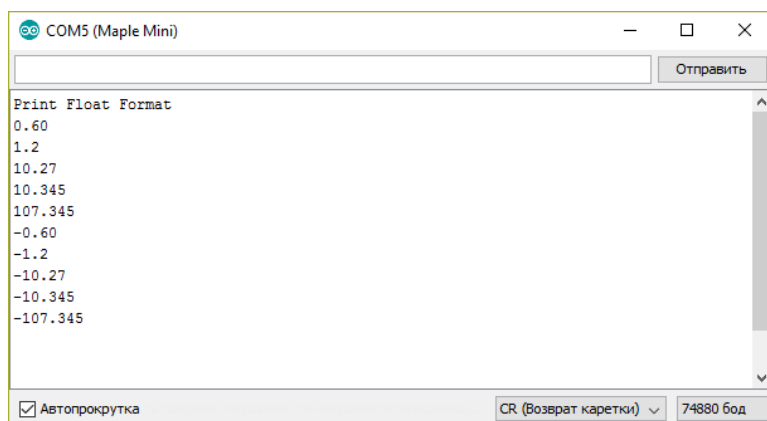 COM5 (Maple Mini)
Отправить
Print Float Format
0.60
1.2
10.27
10.345
107.345
-0.60
-1.2
-10.27
-10.345
-107.345
Автопрокрутка
CR (Возврат каретки)
74880 бод